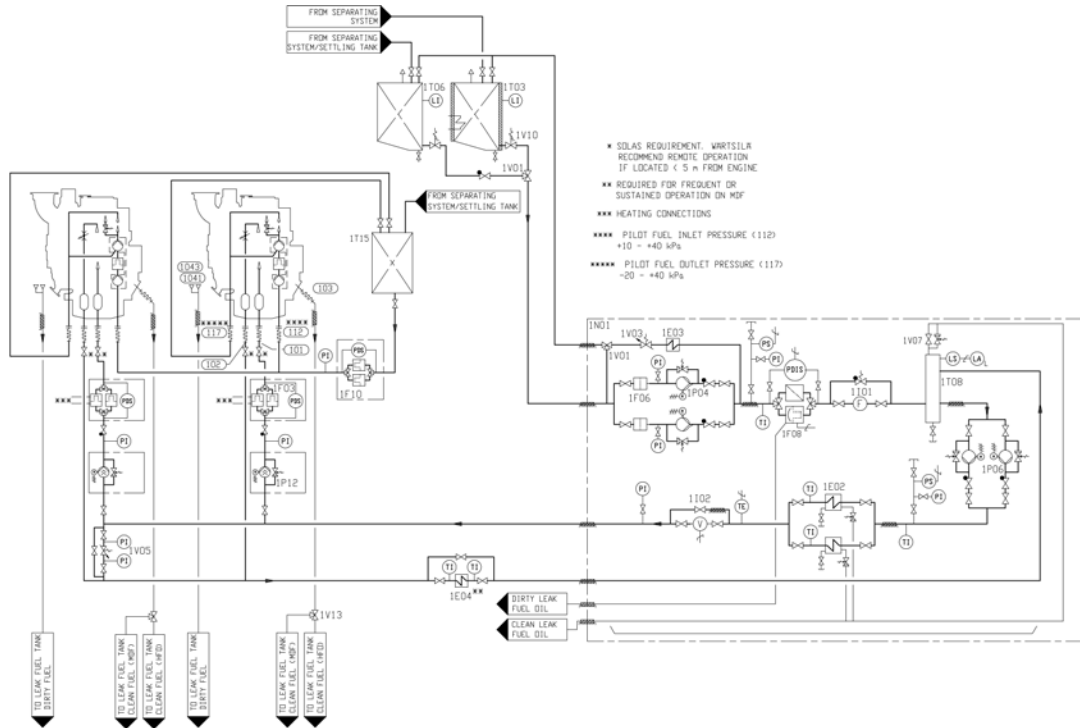 FROM SEPARATING
SYSTEM
FROM SEPARATING
SYSTEM/SETTLING TANK
1T06
1T03
LI
LI
1V10
1V01
* SOLAS REQUIREMENT. WARTSILA
RECOMMEND REMOTE OPERATION
IF LOCATED < 5 m FROM ENGINE
** REQUIRED FOR FREQUENT OR
SUSTAINED OPERATION ON MDF
*** HEATING CONNECTIONS
**** PILOT FUEL INLET PRESSURE (112)
+10 - +40 kPa
***** PILOT FUEL OUTLET PRESSURE (117)
-20 - +40 kPa
FROM SEPARATING
SYSTEM/SETTLING TANK
1T15
1043
1041
103
*****
117
****
112
101
102
*
*
*
*
PI
PDS
1F10
1N01
1V03
1E03
1V01
PI
1P04
1F06
PI
PS
PI
PDIS
TI
1F08
1I01
F
1V07
LS
LA
1T08
1P06
***
PDS
***
1F03
PDS
PI
PI
1P12
PI
1V05
PI
PI
1I02
V
TE
TI
1E02
TI
PS
PI
TI
TI
TI
1E04
**
DIRTY LEAK
FUEL OIL
CLEAN LEAK
FUEL OIL
1V13
TO LEAK FUEL TANK
DIRTY FUEL
TO LEAK FUEL TANK
CLEAN FUEL (MDF)
TO LEAK FUEL TANK
CLEAN FUEL (HFO)
TO LEAK FUEL TANK
DIRTY FUEL
TO LEAK FUEL TANK
CLEAN FUEL (MDF)
TO LEAK FUEL TANK
CLEAN FUEL (HFO)